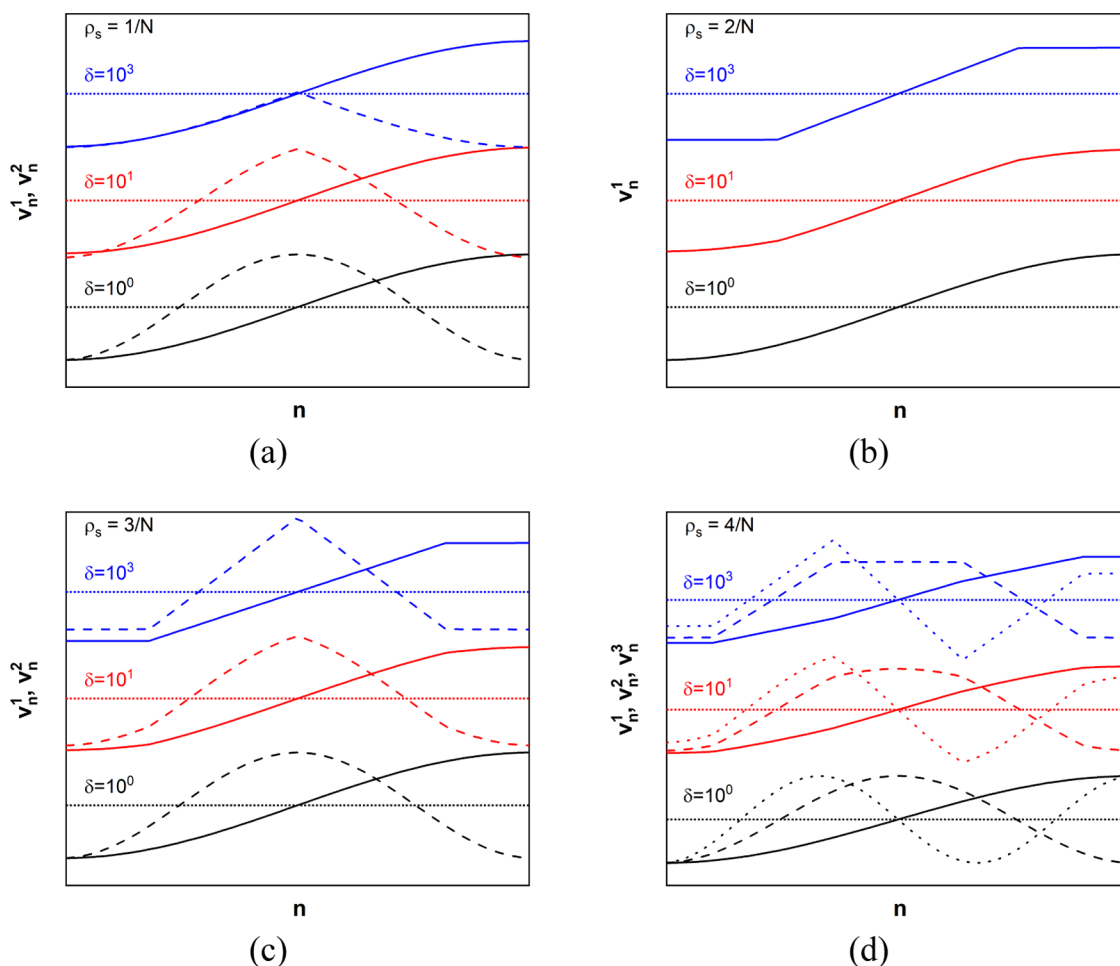 ρₛ = 1/N
δ=10³
δ=10¹
δ=10⁰
v¹ₙ, v²ₙ
n
(a)
ρₛ = 2/N
δ=10³
δ=10¹
δ=10⁰
v¹ₙ
n
(b)
ρₛ = 3/N
δ=10³
δ=10¹
δ=10⁰
v¹ₙ, v²ₙ
n
(c)
ρₛ = 4/N
δ=10³
δ=10¹
δ=10⁰
v¹ₙ, v²ₙ, v³ₙ
n
(d)